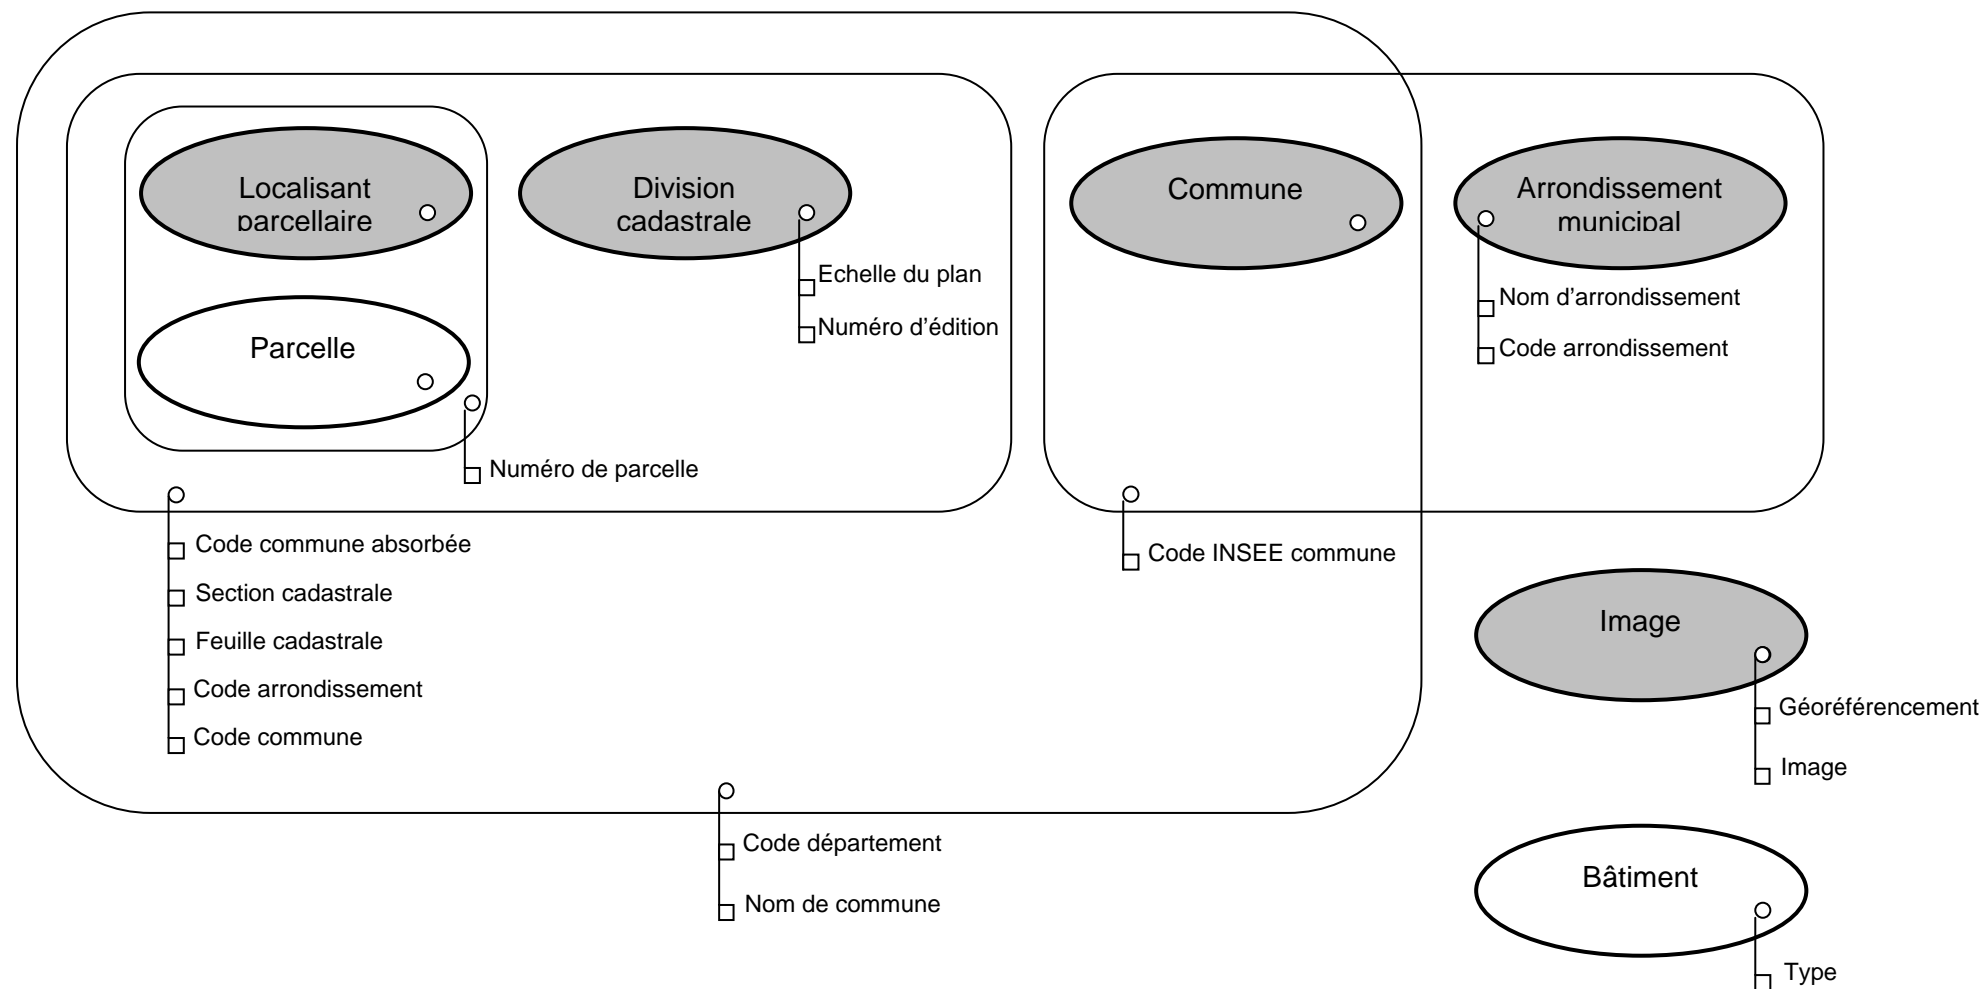 Localisant
parcellaire
Division
cadastrale
Commune
Arrondissement
municipal
Echelle du plan
Numéro d'édition
Nom d'arrondissement
Code arrondissement
Parcelle
Numéro de parcelle
Code commune absorbée
Section cadastrale
Feuille cadastrale
Code arrondissement
Code commune
Code INSEE commune
Image
Géoréférencement
Image
Code département
Nom de commune
Bâtiment
Type